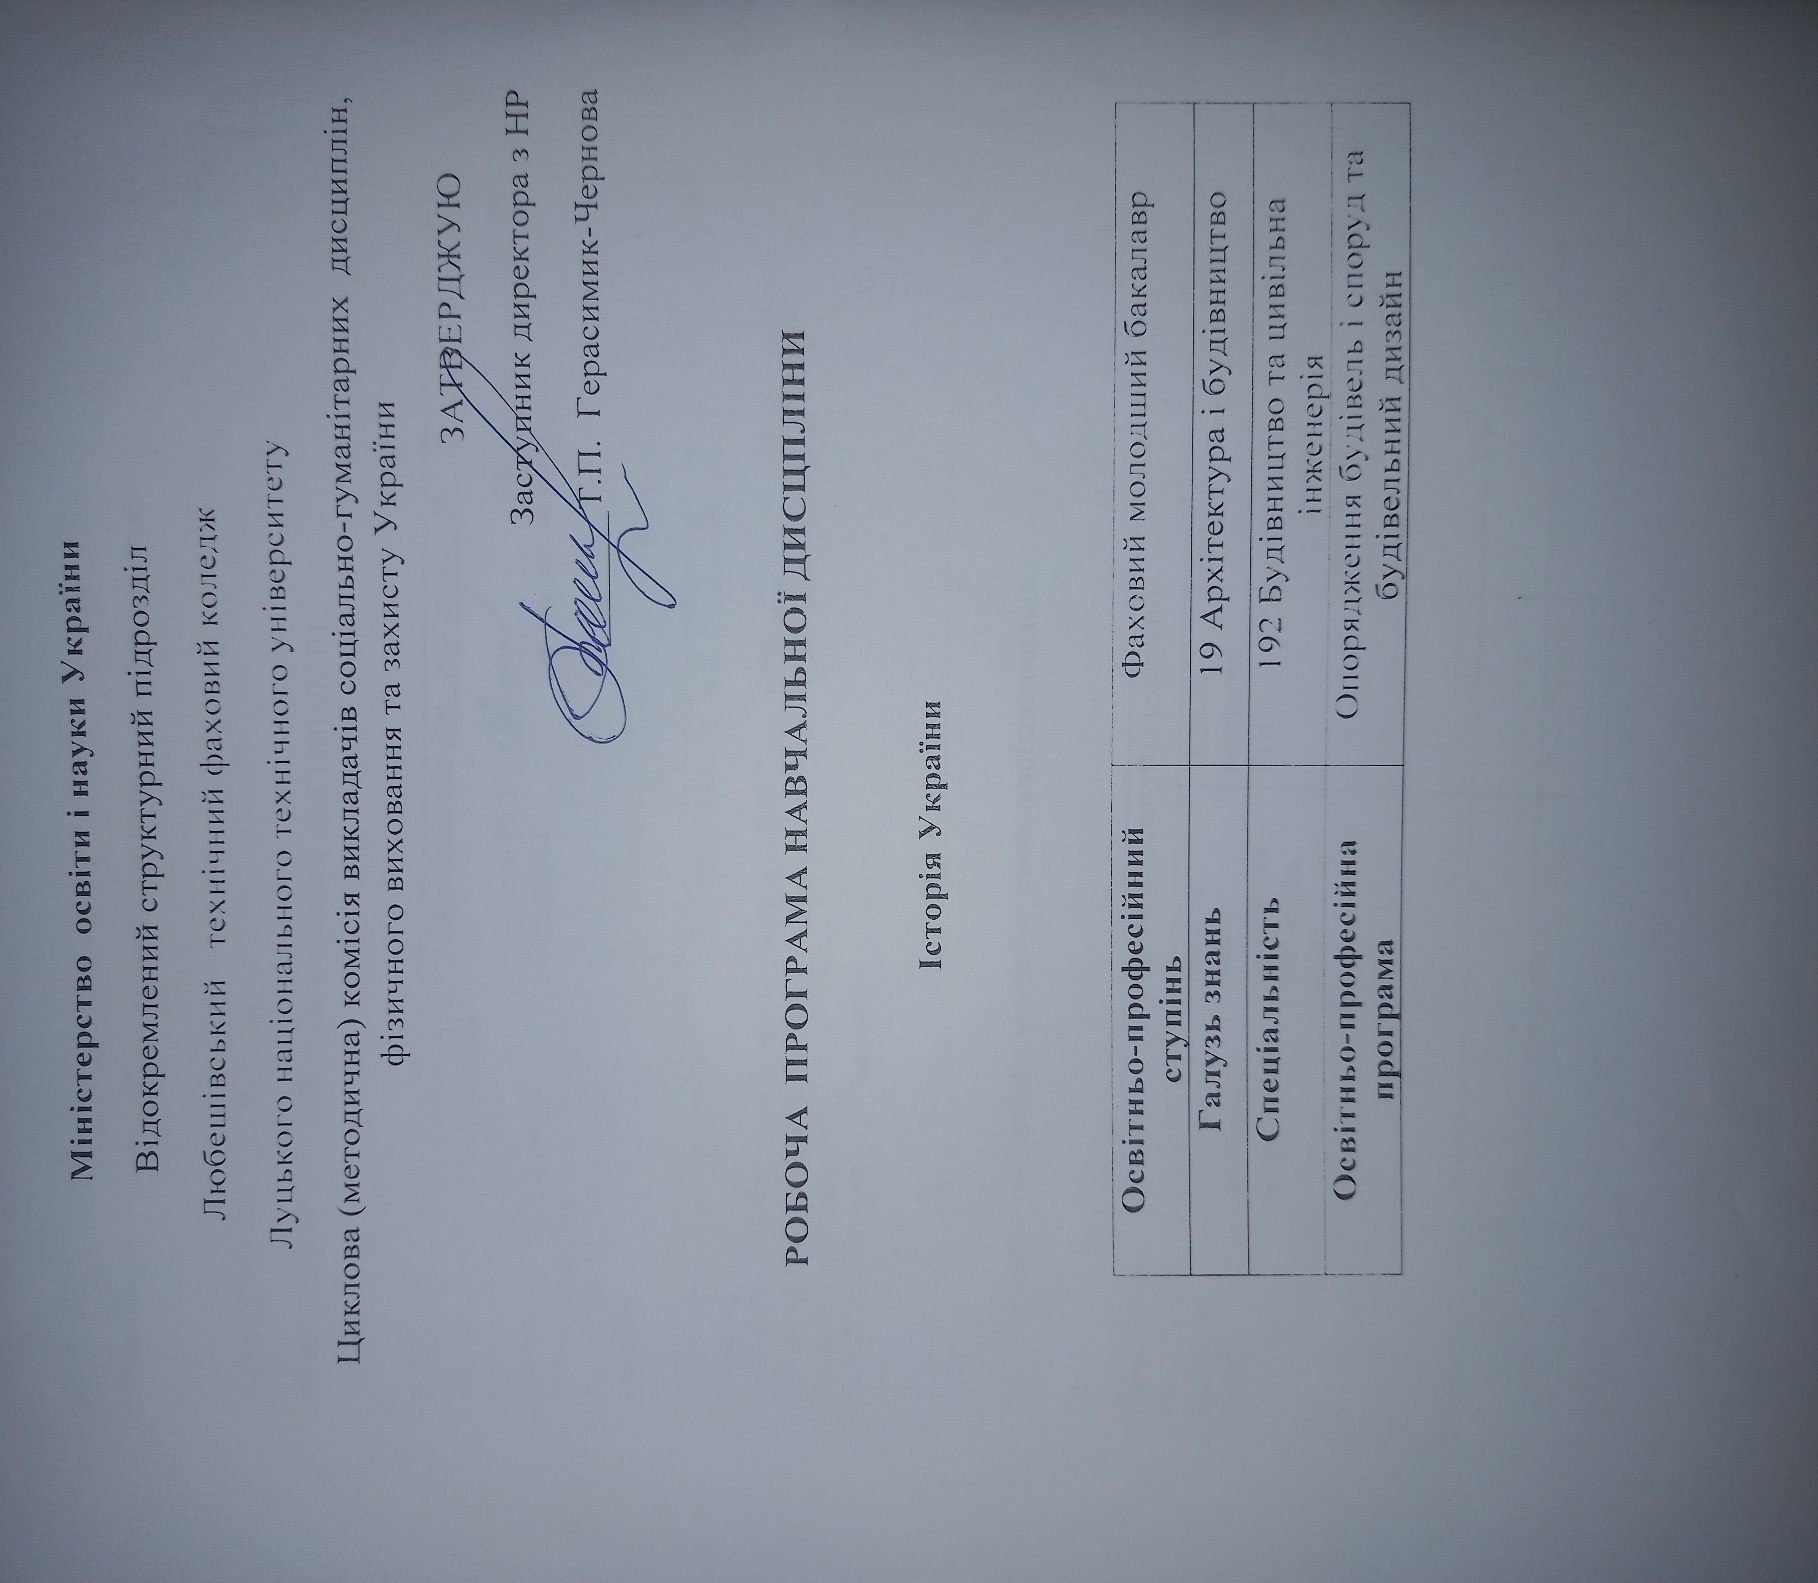 Міністерство освіти і науки України
Відокремлений структурний підрозділ
Любешівський технічний фаховий коледж
Луцького національного технічного університету
Циклова (методична) комісія викладачів соціально-гуманітарних дисциплін,
фізичного виховання та захисту України
ЗАТВЕРДЖУЮ
Заступник директора з НР
Т.П. Герасимик-Чернова
РОБОЧА ПРОГРАМА НАВЧАЛЬНОЇ ДИСЦПЛІНИ
Історія України
Освітньо-професійний
ступінь
Фаховий молодший бакалавр
Галузь знань
19 Архітектура і будівництво
Спеціальність
192 Будівництво та цивільна
інженерія
Освітньо-професійна
програма
Опорядження будівель і споруд та
будівельний дизайн